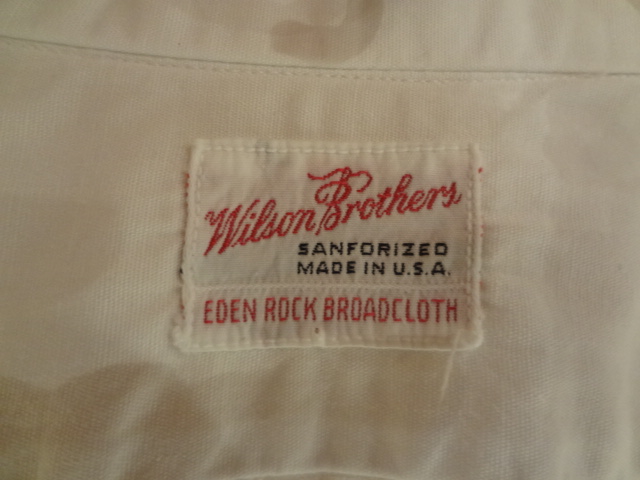 Wilson Brothers
SANFORIZED
MADE IN U.S.A.
EDEN ROCK BROADCLOTH